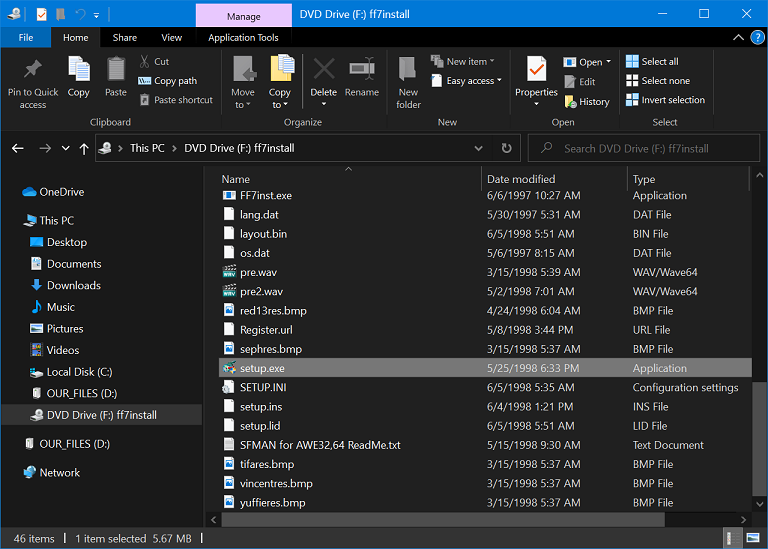 Manage
DVD Drive (F:) ff7install
File
Home
Share
View
Application Tools
Pin to Quick access
Copy
Paste
Cut
Copy path
Paste shortcut
Clipboard
Move to
Copy to
Delete
Rename
Organize
New folder
New item
Easy access
New
Properties
Open
Edit
History
Open
Select all
Select none
Invert selection
Select
This PC > DVD Drive (F:) ff7install
Search DVD Drive (F:) ff7install
OneDrive
This PC
Desktop
Documents
Downloads
Music
Pictures
Videos
Local Disk (C:)
OUR_FILES (D:)
DVD Drive (F:) ff7install
OUR_FILES (D:)
Network
Name Date modified Type
FF7inst.exe 6/6/1997 10:27 AM Application
lang.dat 5/30/1997 5:31 AM DAT File
layout.bin 6/5/1998 5:51 AM BIN File
os.dat 5/6/1997 8:15 AM DAT File
pre.wav 3/15/1998 5:39 AM WAV/Wave64
pre2.wav 5/2/1998 7:01 AM WAV/Wave64
red13res.bmp 4/24/1998 6:04 AM BMP File
Register.url 5/8/1998 3:44 PM URL File
sephres.bmp 3/15/1998 5:37 AM BMP File
setup.exe 5/25/1998 6:33 PM Application
SETUP.INI 6/5/1998 5:35 AM Configuration settings
setup.ins 6/4/1998 1:21 PM INS File
setup.lid 6/5/1998 5:51 AM LID File
SFMAN for AWE32,64 ReadMe.txt 5/15/1998 9:30 AM Text Document
tifares.bmp 3/15/1998 5:37 AM BMP File
vincentres.bmp 3/15/1998 5:37 AM BMP File
yuffieres.bmp 3/15/1998 5:37 AM BMP File
46 items 1 item selected 5.67 MB